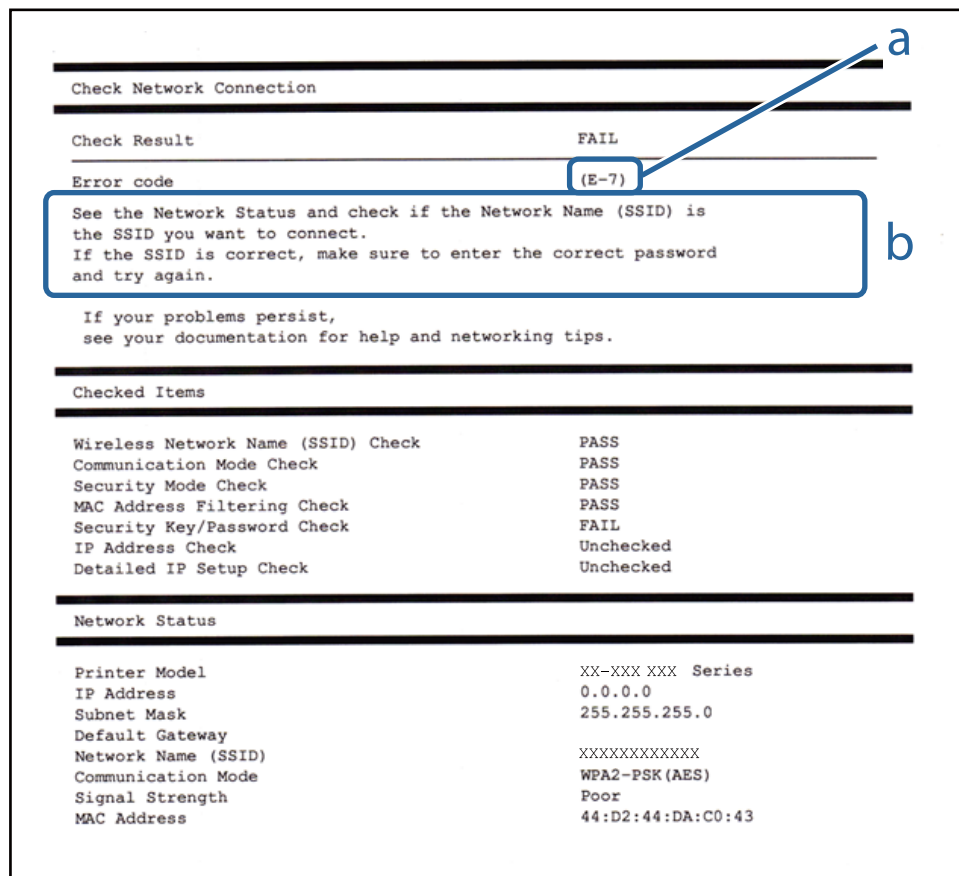 a
Check Network Connection
Check Result FAIL
Error code (E-7)
See the Network Status and check if the Network Name (SSID) is
the SSID you want to connect.
If the SSID is correct, make sure to enter the correct password
and try again.
b
If your problems persist,
see your documentation for help and networking tips.
Checked Items
Wireless Network Name (SSID) Check PASS
Communication Mode Check PASS
Security Mode Check PASS
MAC Address Filtering Check PASS
Security Key/Password Check FAIL
IP Address Check Unchecked
Detailed IP Setup Check Unchecked
Network Status
Printer Model XX-XXX XXX Series
IP Address 0.0.0.0
Subnet Mask 255.255.255.0
Default Gateway
Network Name (SSID) XXXXXXXXXXXX
Communication Mode WPA2-PSK(AES)
Signal Strength Poor
MAC Address 44:D2:44:DA:C0:43